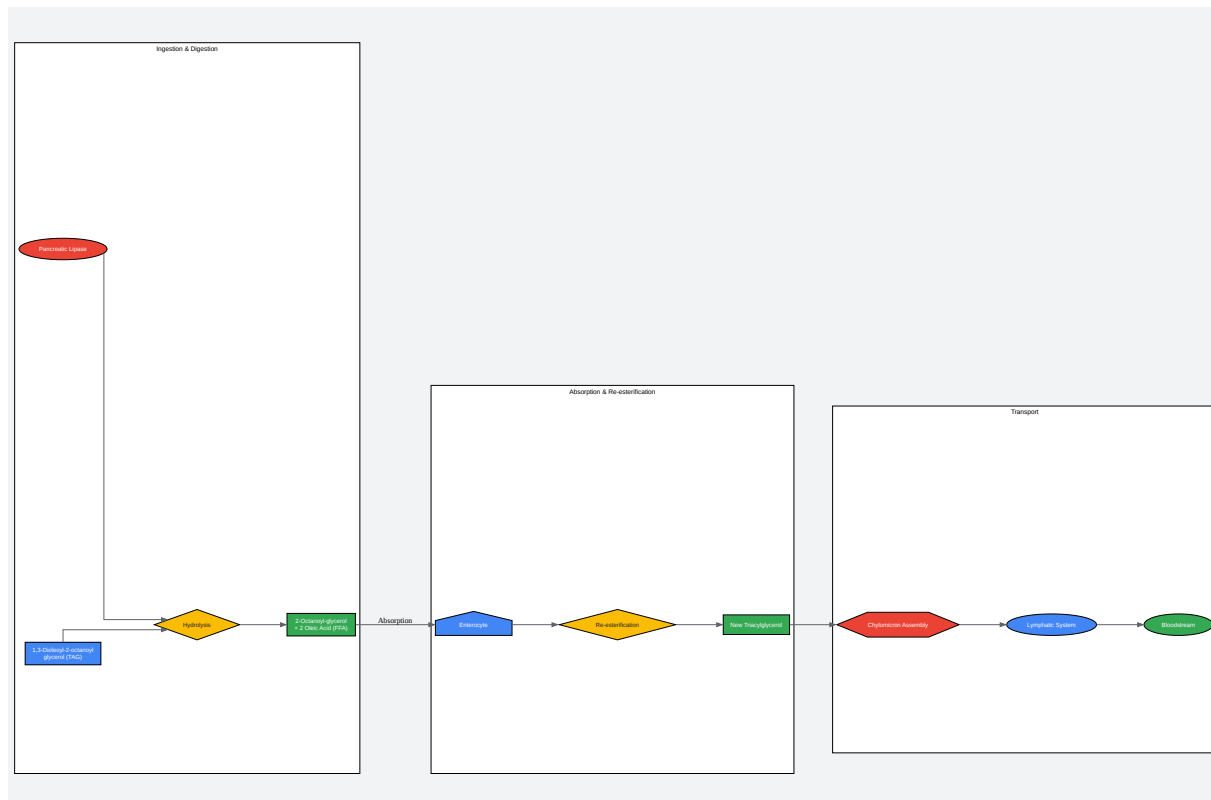 Ingestion & Digestion
Pancreatic Lipase
1,3-Dioleoyl-2-octanoyl
glycerol (TAG)
Hydrolysis
2-Octanoyl-glycerol
+ 2 Oleic Acid (FFA)
Absorption
Absorption & Re-esterification
Enterocyte
Re-esterification
New Triacylglycerol
Transport
Chylomicron Assembly
Lymphatic System
Bloodstream